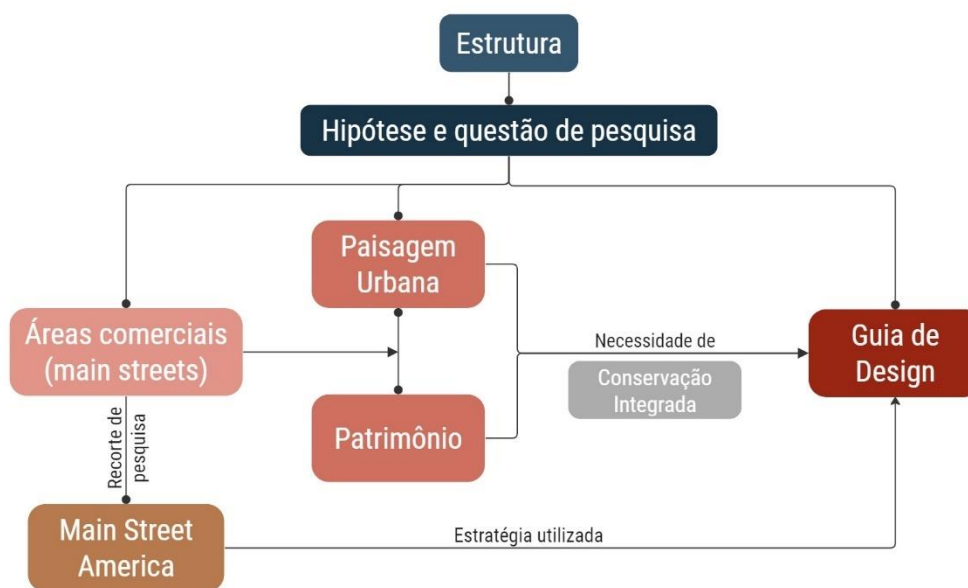 Estrutura
Hipótese e questão de pesquisa
Paisagem
Urbana
Áreas comerciais
(main streets)
Necessidade de
Conservação
Integrada
Guia de
Design
Patrimônio
Recorte de
pesquisa
Main Street
America
Estratégia utilizada